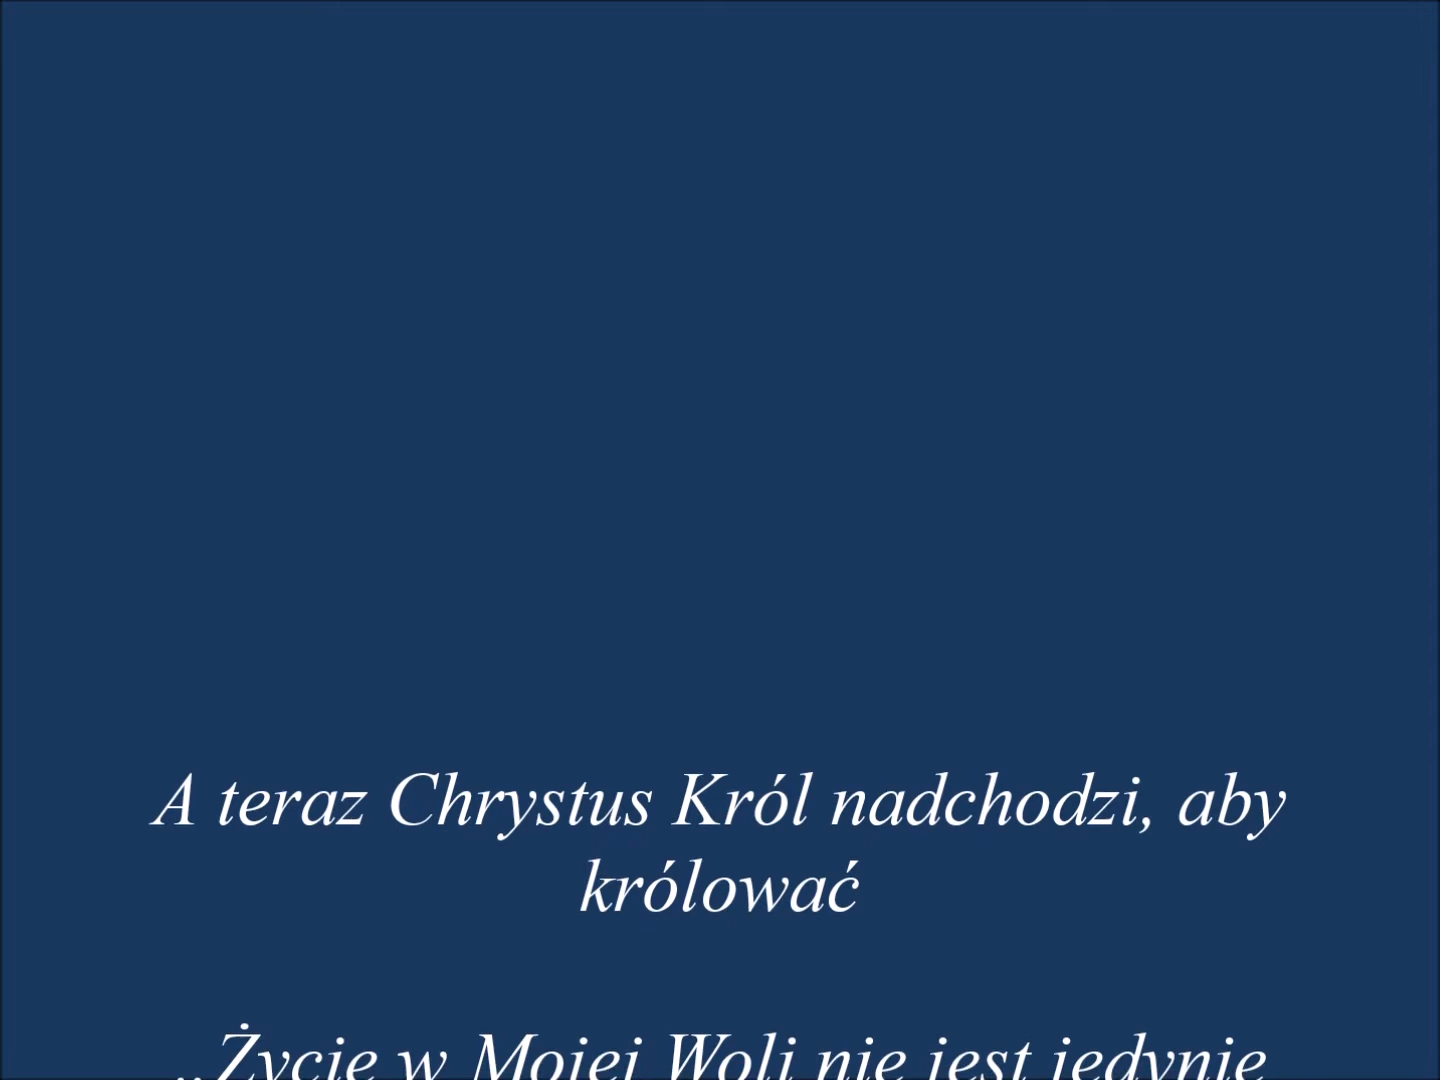 A teraz Chrystus Król nadchodzi, aby
królować
„Życie w Mojej Woli nie jest jedynie